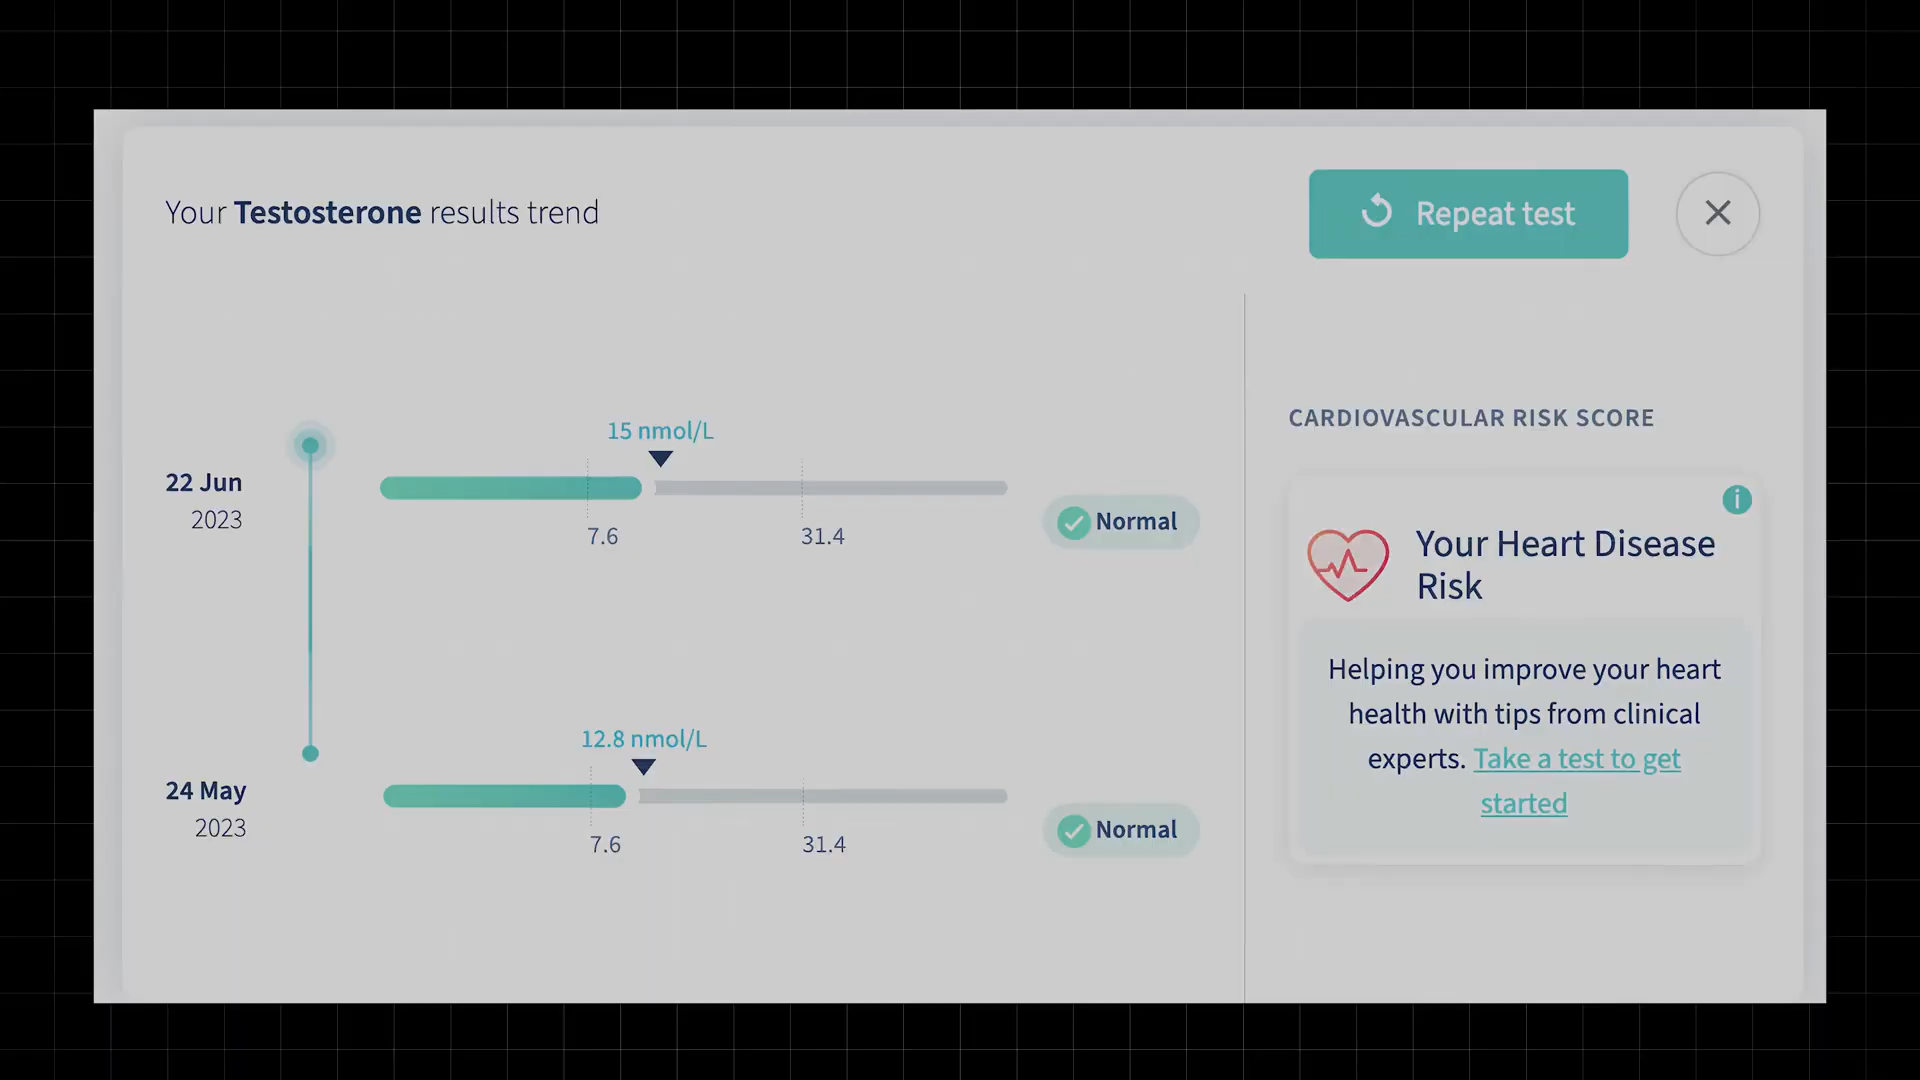 Your Testosterone results trend
Repeat test
22 Jun
2023
15 nmol/L
7.6
31.4
Normal
24 May
2023
12.8 nmol/L
7.6
31.4
Normal
CARDIOVASCULAR RISK SCORE
i
Your Heart Disease
Risk
Helping you improve your heart
health with tips from clinical
experts. Take a test to get
started